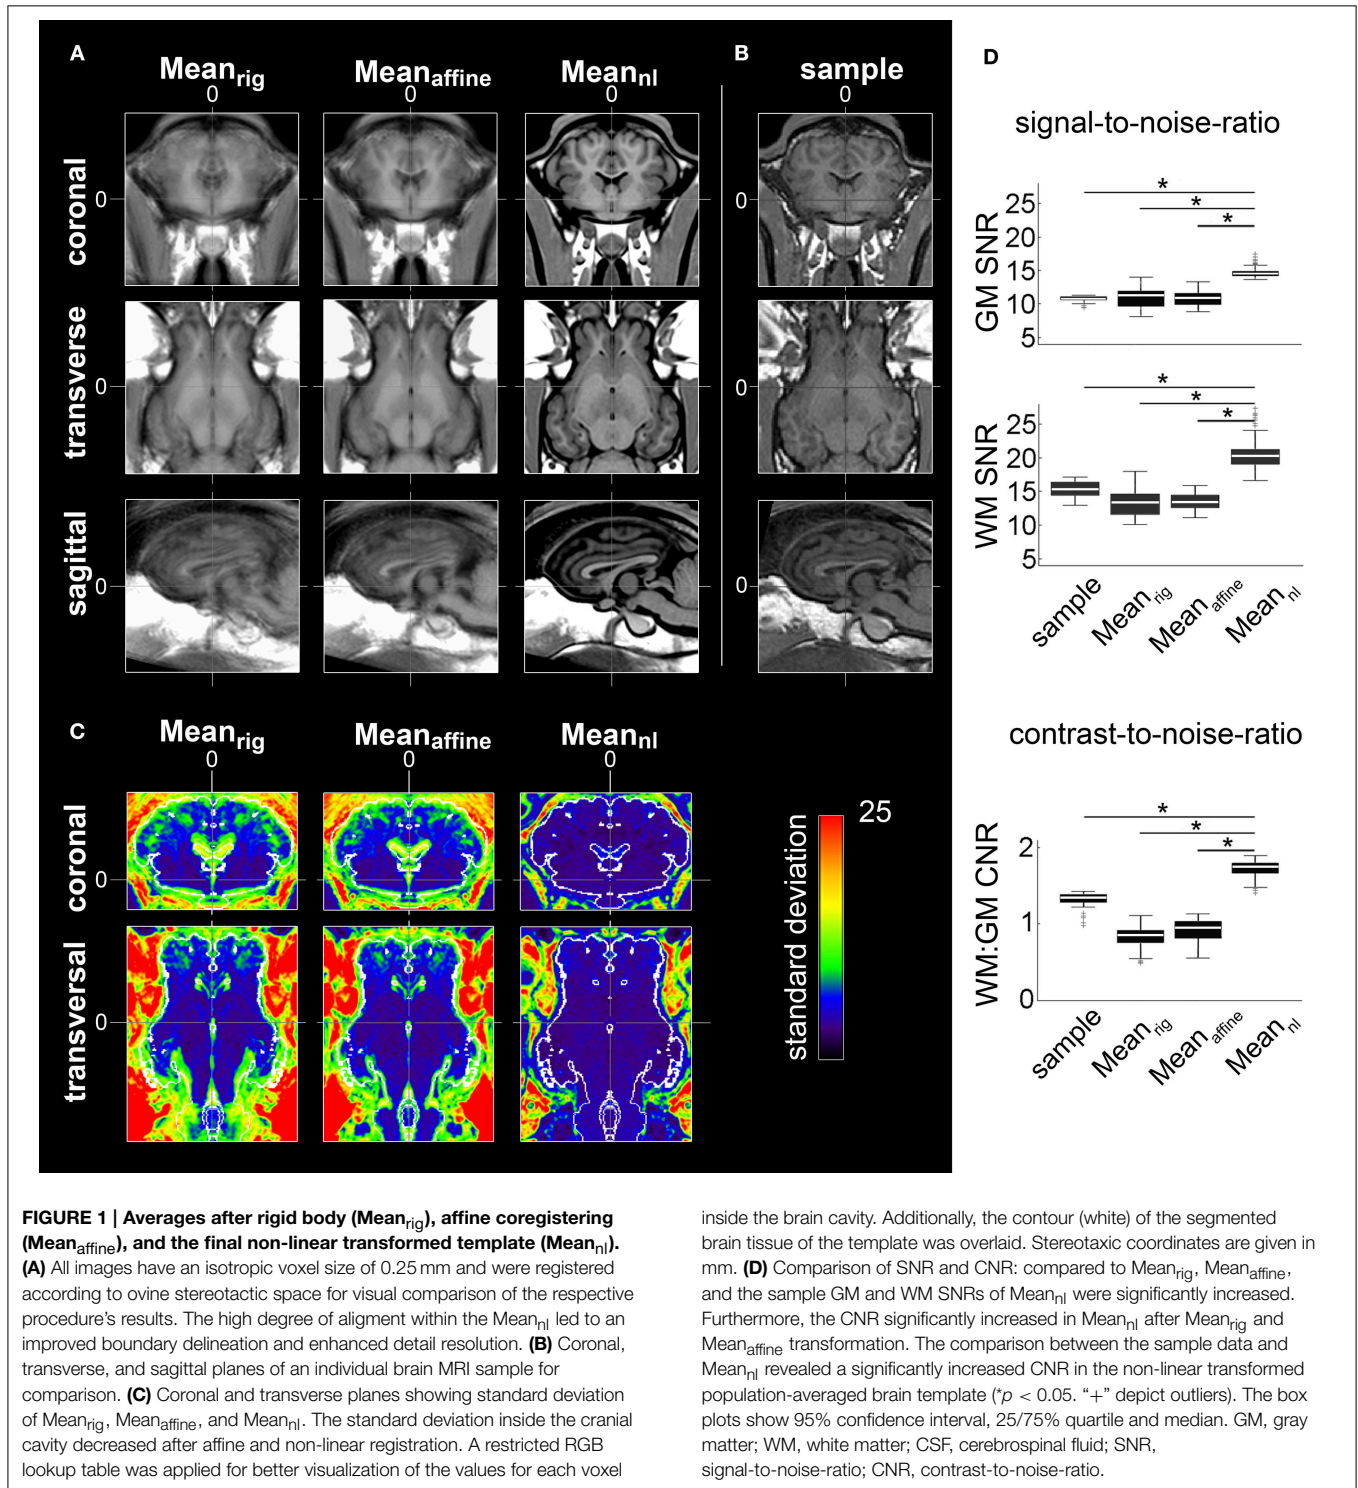 A
Mean_rig
Mean_affine
Mean_nl
B
sample
D
0
0
0
0
signal-to-noise-ratio
coronal
0
transverse
0
0
sagittal
0
0
GM SNR
25
20
15
10
5
* * *
WM SNR
25
20
15
10
5
* * *
sample
Mean_rig
Mean_affine
Mean_nl
C
Mean_rig
Mean_affine
Mean_nl
0
0
0
coronal
0
transversal
0
standard deviation
25
contrast-to-noise-ratio
WM:GM CNR
2
1
0
* * *
sample
Mean_rig
Mean_affine
Mean_nl
FIGURE 1 | Averages after rigid body (Mean_rig), affine coregistering
(Mean_affine), and the final non-linear transformed template (Mean_nl).
(A) All images have an isotropic voxel size of 0.25 mm and were registered
according to ovine stereotactic space for visual comparison of the respective
procedure's results. The high degree of aligment within the Mean_nl led to an
improved boundary delineation and enhanced detail resolution. (B) Coronal,
transverse, and sagittal planes of an individual brain MRI sample for
comparison. (C) Coronal and transverse planes showing standard deviation
of Mean_rig, Mean_affine, and Mean_nl. The standard deviation inside the cranial
cavity decreased after affine and non-linear registration. A restricted RGB
lookup table was applied for better visualization of the values for each voxel
inside the brain cavity. Additionally, the contour (white) of the segmented
brain tissue of the template was overlaid. Stereotaxic coordinates are given in
mm. (D) Comparison of SNR and CNR: compared to Mean_rig, Mean_affine,
and the sample GM and WM SNRs of Mean_nl were significantly increased.
Furthermore, the CNR significantly increased in Mean_nl after Mean_rig and
Mean_affine transformation. The comparison between the sample data and
Mean_nl revealed a significantly increased CNR in the non-linear transformed
population-averaged brain template (*p < 0.05. "+" depict outliers). The box
plots show 95% confidence interval, 25/75% quartile and median. GM, gray
matter; WM, white matter; CSF, cerebrospinal fluid; SNR,
signal-to-noise-ratio; CNR, contrast-to-noise-ratio.